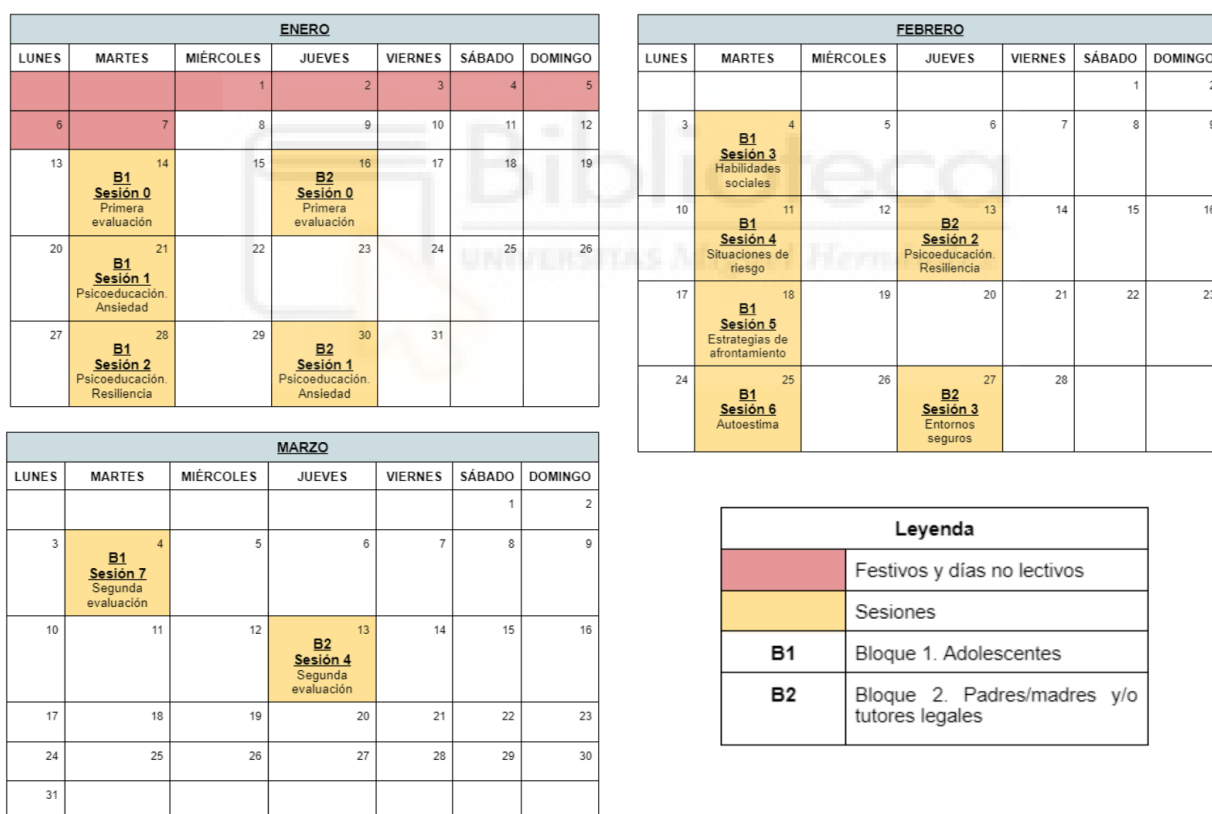 ENERO
LUNES MARTES MIÉRCOLES JUEVES VIERNES SÁBADO DOMINGO
1 2 3 4 5
6 7 8 9 10 11 12
13 14 15 16 17 18 19
B1 B2
Sesión 0 Sesión 0
Primera Primera
evaluación evaluación
20 21 22 23 24 25 26
B1
Sesión 1
Psicoeducación.
Ansiedad
27 28 29 30 31
B1 B2
Sesión 2 Sesión 1
Psicoeducación. Psicoeducación.
Resiliencia Ansiedad
FEBRERO
LUNES MARTES MIÉRCOLES JUEVES VIERNES SÁBADO DOMINGO
1 2
3 4 5 6 7 8 9
B1
Sesión 3
Habilidades
sociales
10 11 12 13 14 15 16
B1 B2
Sesión 4 Sesión 2
Situaciones de Psicoeducación.
riesgo Resiliencia
17 18 19 20 21 22 23
B1
Sesión 5
Estrategias de
afrontamiento
24 25 26 27 28
B1 B2
Sesión 6 Sesión 3
Autoestima Entornos
seguros
MARZO
LUNES MARTES MIÉRCOLES JUEVES VIERNES SÁBADO DOMINGO
1 2
3 4 5 6 7 8 9
B1
Sesión 7
Segunda
evaluación
10 11 12 13 14 15 16
B2
Sesión 4
Segunda
evaluación
17 18 19 20 21 22 23
24 25 26 27 28 29 30
31
Leyenda
Festivos y días no lectivos
Sesiones
B1 Bloque 1. Adolescentes
B2 Bloque 2. Padres/madres y/o
tutores legales
Biblioteca
UNIVERSITAS Miguel Hernández